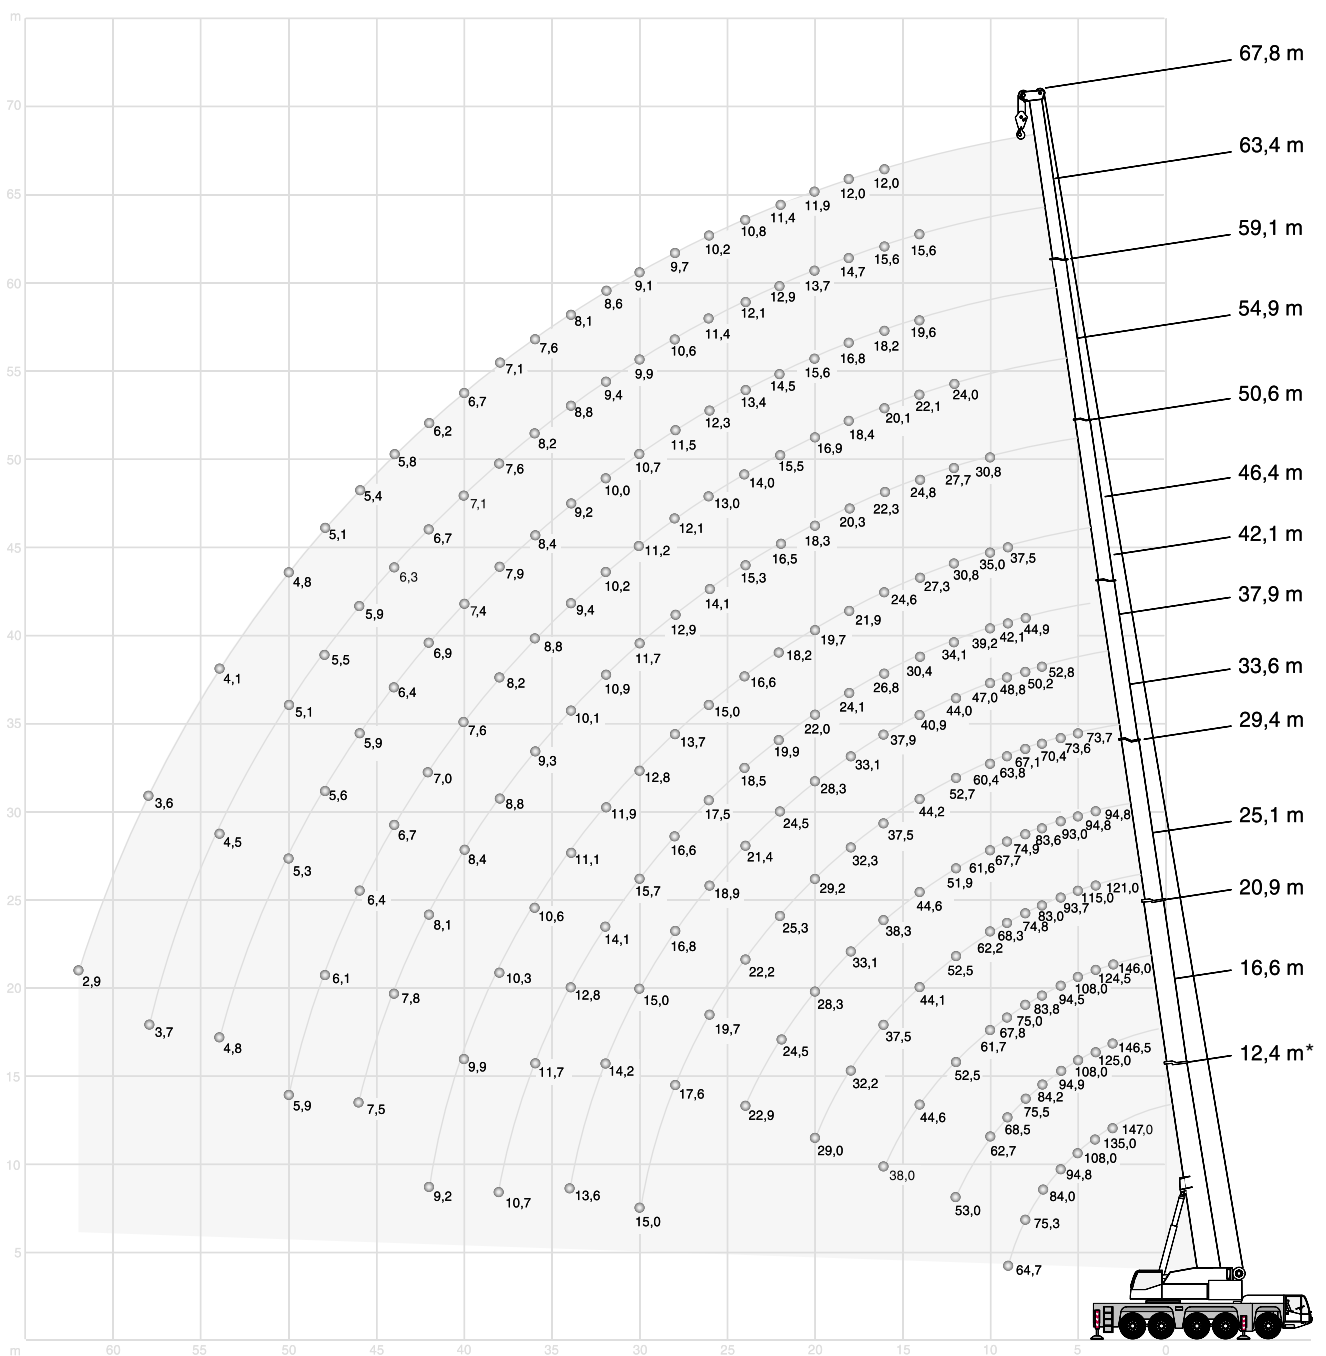 m
67,8 m
63,4 m
59,1 m
54,9 m
50,6 m
46,4 m
42,1 m
37,9 m
33,6 m
29,4 m
25,1 m
20,9 m
16,6 m
12,4 m*
70
65
60
55
50
45
40
35
30
25
20
15
10
5
2,9 3,6 4,1 4,8 5,1 5,4 5,8 6,2 6,7 7,1 7,6 8,1 8,6 9,1 9,7 10,2 10,8 11,4 11,9 12,0 12,0
3,7 4,5 5,1 5,5 5,9 6,3 6,7 7,1 7,6 8,2 8,8 9,4 9,9 10,6 11,4 12,1 12,9 13,7 14,7 15,6 15,6
4,8 5,3 5,6 5,9 6,4 6,9 7,4 7,9 8,4 9,2 10,0 10,7 11,5 12,3 13,4 14,5 15,6 16,8 18,2 19,6
5,9 6,1 6,4 6,7 7,0 7,6 8,2 8,8 9,4 10,2 11,2 12,1 13,0 14,0 15,5 16,9 18,4 20,1 22,1 24,0
7,5 7,8 8,1 8,4 8,8 9,3 10,1 10,9 11,7 12,9 14,1 15,3 16,5 18,3 20,3 22,3 24,8 27,7 30,8
9,2 9,9 10,3 10,6 11,1 11,9 12,8 13,7 15,0 16,6 18,2 19,7 21,9 24,6 27,3 30,8 35,0 37,5
10,7 11,7 12,8 14,1 15,7 16,6 17,5 18,5 19,9 22,0 24,1 26,8 30,4 34,1 39,2 42,1 44,9
13,6 14,2 15,0 16,8 18,9 21,4 24,5 28,3 33,1 37,9 40,9 44,0 47,0 48,8 50,2 52,8
15,0 17,6 19,7 22,2 25,3 29,2 32,3 37,5 44,2 52,7 60,4 63,8 67,1 70,4 73,6 73,7
22,9 24,5 28,3 33,1 38,3 44,6 51,9 61,6 67,7 74,9 83,6 93,0 94,8 94,8
29,0 32,2 37,5 44,1 52,5 62,2 68,3 74,8 83,0 93,7 115,0 121,0
38,0 44,6 52,5 61,7 67,8 75,0 83,8 94,5 108,0 124,5 146,0
53,0 62,7 68,5 75,5 84,2 94,9 108,0 125,0 146,5
64,7 75,3 84,0 94,8 108,0 135,0 147,0
m 60 55 50 45 40 35 30 25 20 15 10 5 0